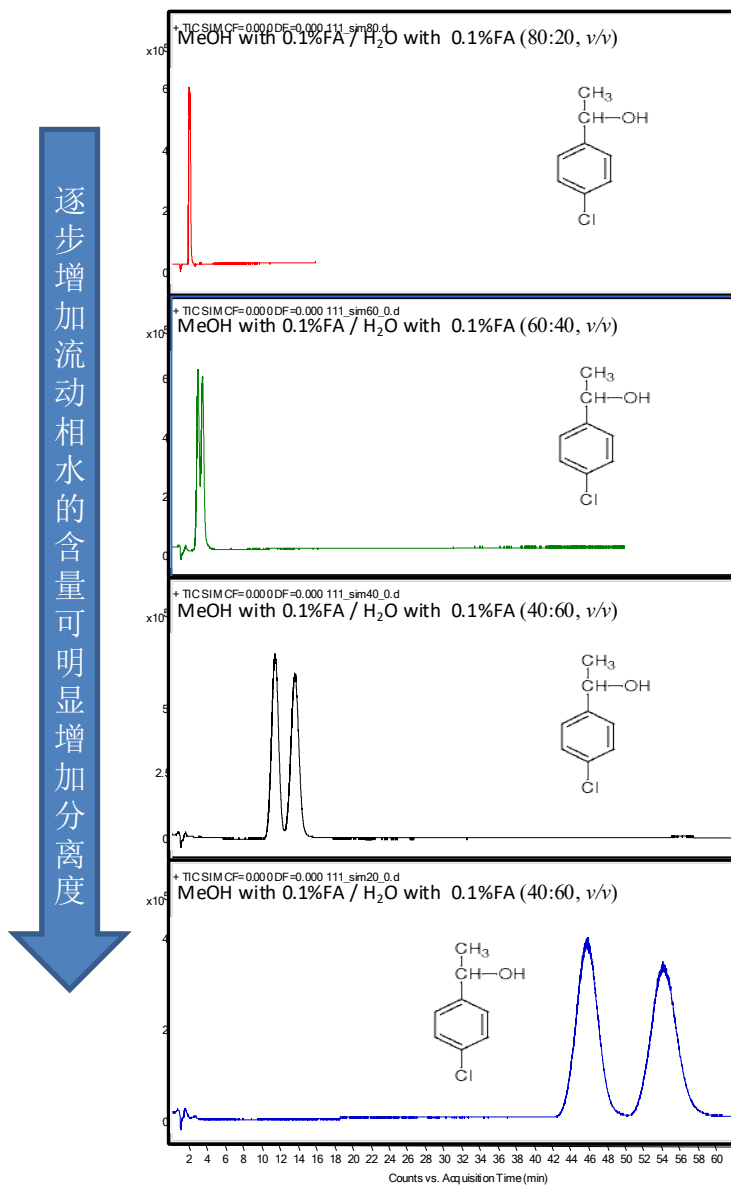 逐步增加流动相水的含量可明显增加分离度
+ TIC SIM CF=0.000 DF=0.000 111_sim80.d
MeOH with 0.1%FA / H₂O with 0.1%FA (80:20, v/v)
x10⁵
6
4
2
0
CH₃
CH—OH
Cl
+ TIC SIM CF=0.000 DF=0.000 111_sim60_0.d
MeOH with 0.1%FA / H₂O with 0.1%FA (60:40, v/v)
x10⁵
6
4
2
0
CH₃
CH—OH
Cl
+ TIC SIM CF=0.000 DF=0.000 111_sim40_0.d
MeOH with 0.1%FA / H₂O with 0.1%FA (40:60, v/v)
x10⁵
5
2.5
0
CH₃
CH—OH
Cl
+ TIC SIM CF=0.000 DF=0.000 111_sim20_0.d
MeOH with 0.1%FA / H₂O with 0.1%FA (40:60, v/v)
x10⁵
4
2
0
CH₃
CH—OH
Cl
2 4 6 8 10 12 14 16 18 20 22 24 26 28 30 32 34 36 38 40 42 44 46 48 50 52 54 56 58 60
Counts vs. Acquisition Time (min)